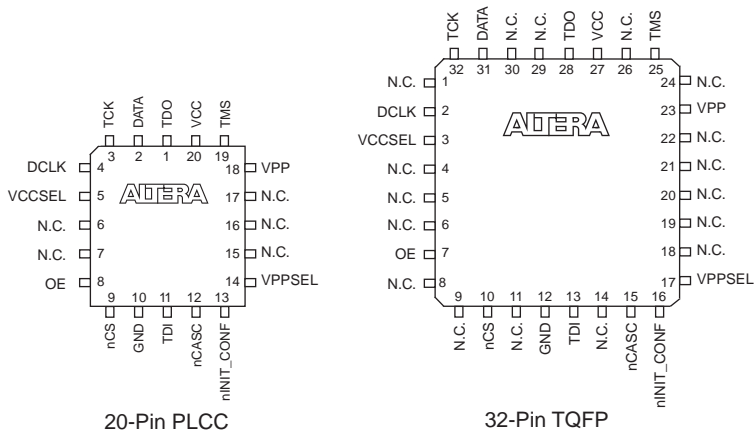 TCK DATA TDO VCC TMS
3 2 1 20 19
DCLK 4 18 VPP
ALTERA
VCCSEL 5 17 N.C.
N.C. 6 16 N.C.
N.C. 7 15 N.C.
OE 8 14 VPPSEL
9 10 11 12 13
nCS GND TDI nCASC nINIT_CONF
20-Pin PLCC
TCK DATA N.C. N.C. TDO VCC N.C. TMS
32 31 30 29 28 27 26 25
N.C. 1 24 N.C.
DCLK 2 23 VPP
ALTERA
VCCSEL 3 22 N.C.
N.C. 4 21 N.C.
N.C. 5 20 N.C.
N.C. 6 19 N.C.
OE 7 18 N.C.
N.C. 8 17 VPPSEL
9 10 11 12 13 14 15 16
N.C. nCS N.C. GND TDI N.C. nCASC nINIT_CONF
32-Pin TQFP